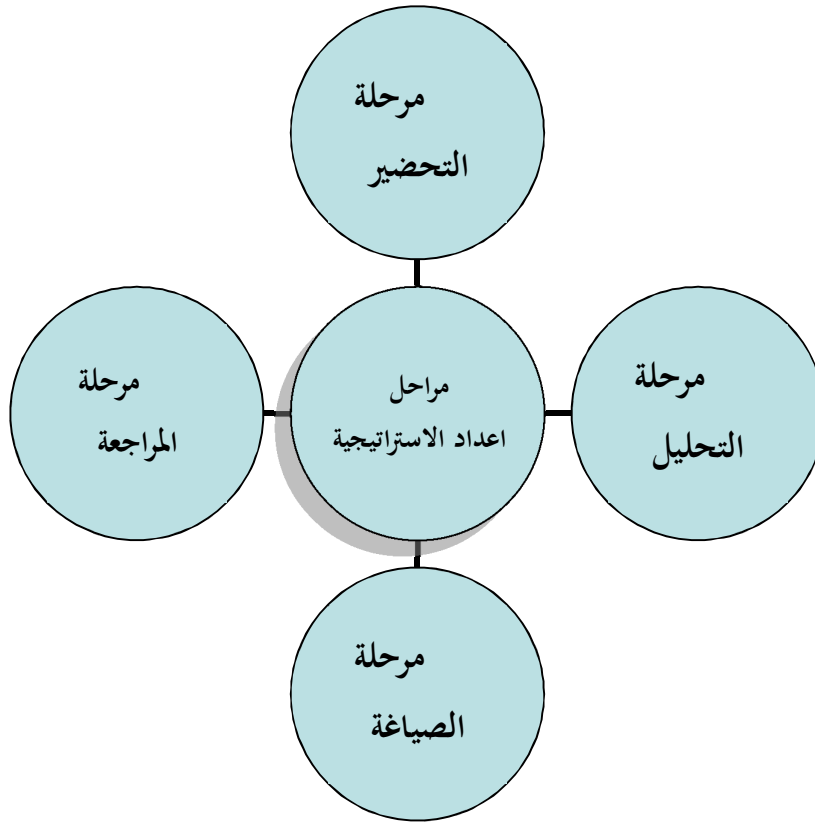 مرحلة
التحضير
مرحلة
التحليل
مراحل
اعداد الاستراتيجية
مرحلة
المراجعة
مرحلة
الصياغة